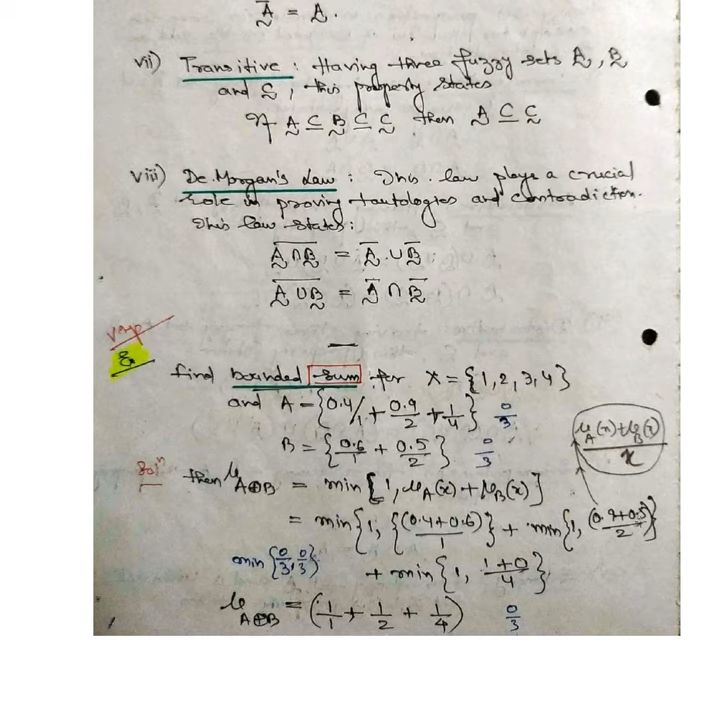 A̅ = A.
vii) Transitive : Having three fuzzy sets A, B
and C, this property states
If A ⊆ B ⊆ C then A ⊆ C
viii) De Morgan's Law : This law plays a crucial
role in proving tautologies and contradiction.
This law states:
\overline{A∩B} = A̅ ∪ B̅
\overline{A∪B} = A̅ ∩ B̅
Vimp
Q.
find bounded sum for X = {1, 2, 3, 4}
and A = {0.4/1 + 0.9/2 + 1/4} 0/3
B = {0.6/1 + 0.5/2} 0/3
μA(x)+μB(x)/x
Solⁿ then μA⊕B = min[1, μA(x) + μB(x)]
= min{1, {(0.4+0.6)/1}} + min{1, (0.9+0.5)/2}
min{0/3, 0/3} + min{1, 1+0/4}
μA⊕B = (1/1 + 1/2 + 1/4) 0/3